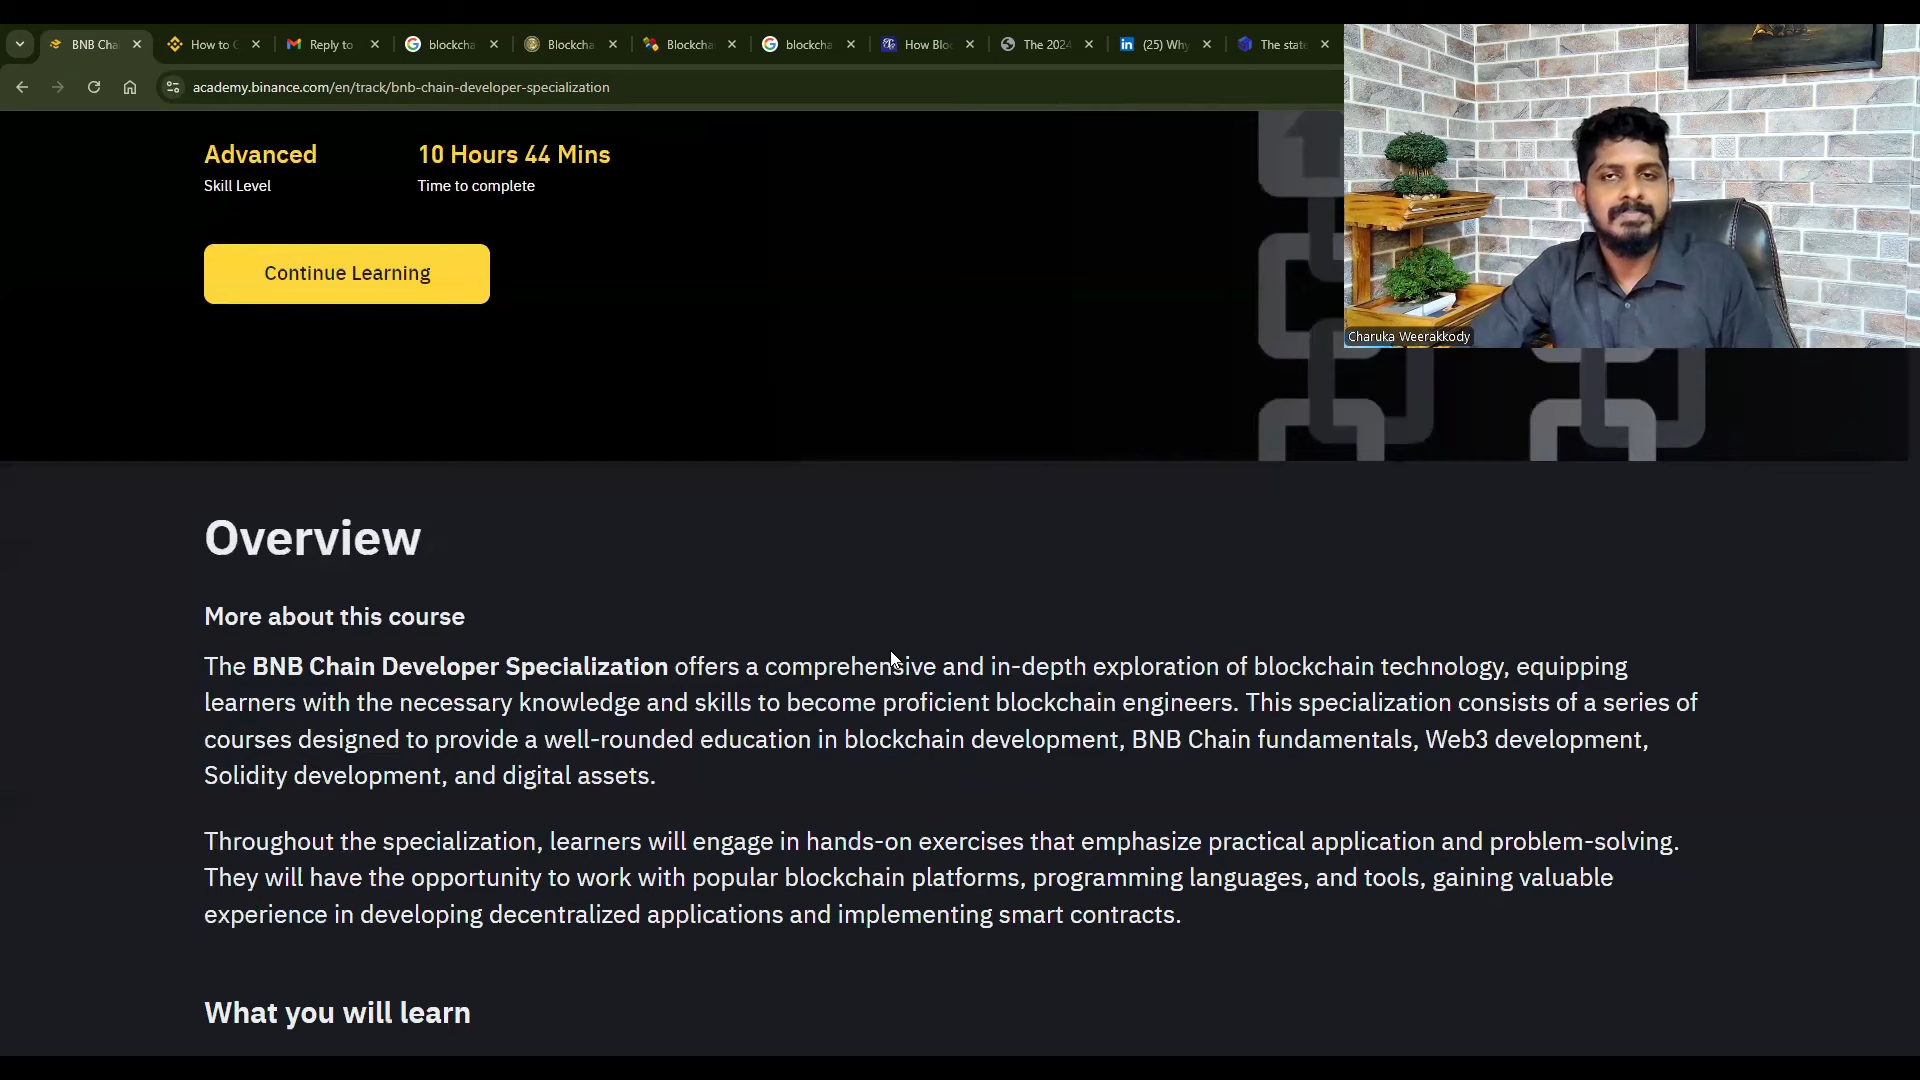 BNB Cha
How to
Reply to
blockcha
Blockcha
Blockcha
blockcha
How Blo
The 2024
(25) Why
The state
academy.binance.com/en/track/bnb-chain-developer-specialization
Advanced
10 Hours 44 Mins
Skill Level
Time to complete
Continue Learning
Charuka Weerakkody
Overview
More about this course
The BNB Chain Developer Specialization offers a comprehensive and in-depth exploration of blockchain technology, equipping
learners with the necessary knowledge and skills to become proficient blockchain engineers. This specialization consists of a series of
courses designed to provide a well-rounded education in blockchain development, BNB Chain fundamentals, Web3 development,
Solidity development, and digital assets.
Throughout the specialization, learners will engage in hands-on exercises that emphasize practical application and problem-solving.
They will have the opportunity to work with popular blockchain platforms, programming languages, and tools, gaining valuable
experience in developing decentralized applications and implementing smart contracts.
What you will learn